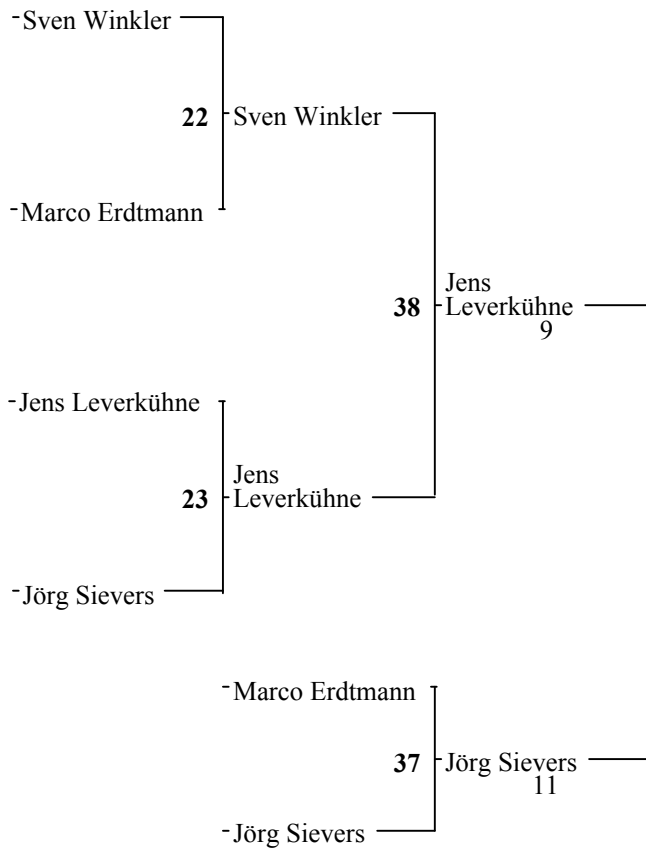 -Sven Winkler
22 -Sven Winkler
-Marco Erdtmann
Jens
38 -Leverkühne
9
-Jens Leverkühne
Jens
23 -Leverkühne
-Jörg Sievers
-Marco Erdtmann
37 -Jörg Sievers
11
-Jörg Sievers